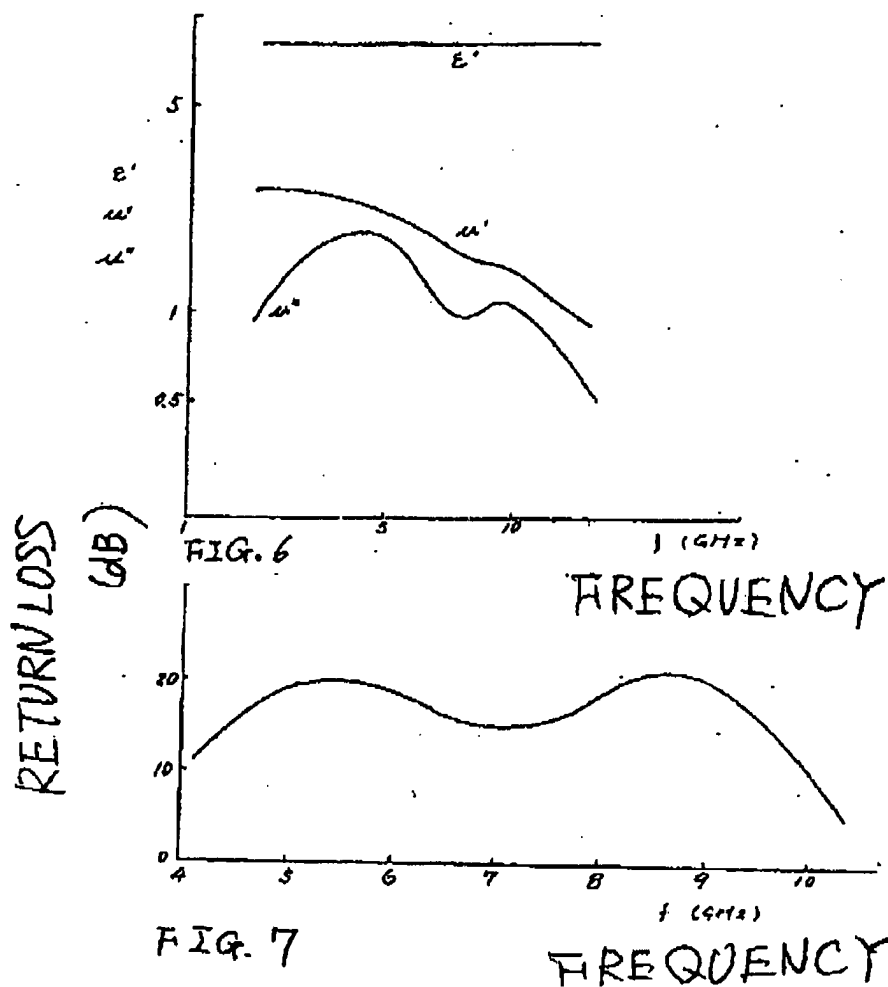 ε'
5
ε'
μ'
μ"
μ'
1
μ"
0.5
1 5 10
f (GHz)
FIG. 6
FREQUENCY
RETURN LOSS
(dB)
20
10
0
4 5 6 7 8 9 10
f (GHz)
FIG. 7
FREQUENCY